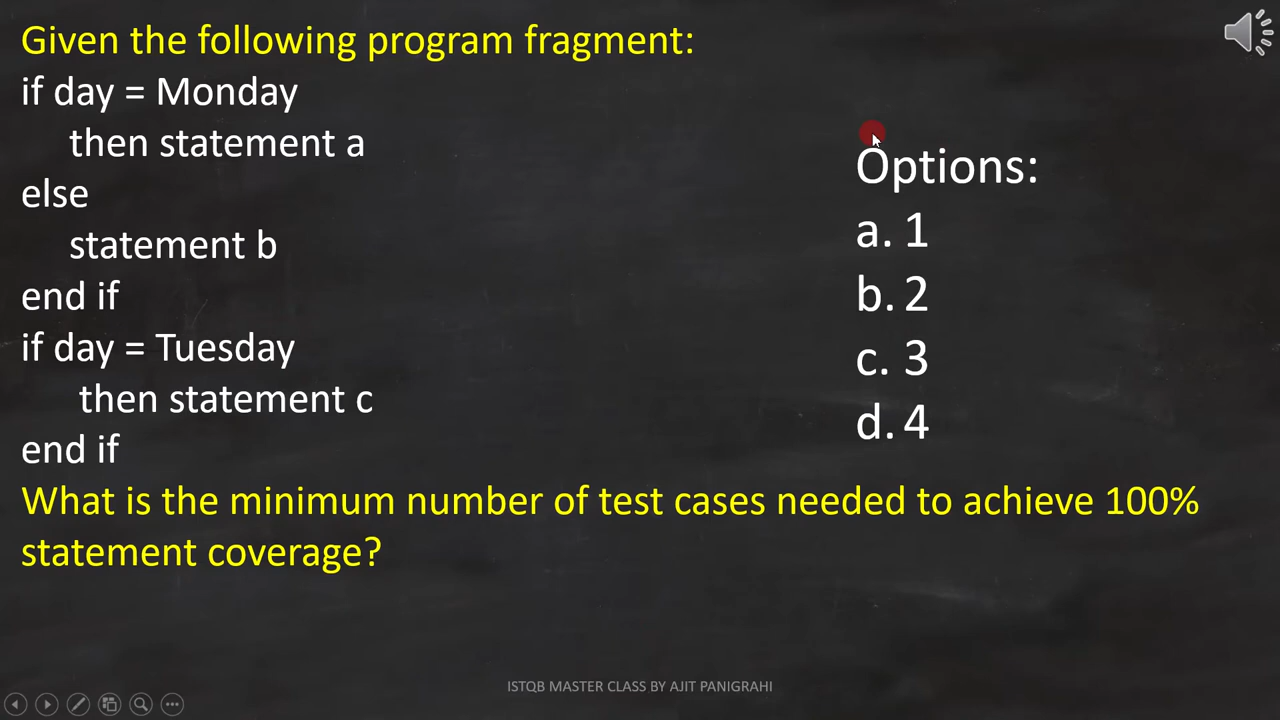 Given the following program fragment:
if day = Monday
then statement a
else
statement b
end if
if day = Tuesday
then statement c
end if
What is the minimum number of test cases needed to achieve 100%
statement coverage?
Options:
a. 1
b. 2
c. 3
d. 4
ISTQB MASTER CLASS BY AJIT PANIGRAHI